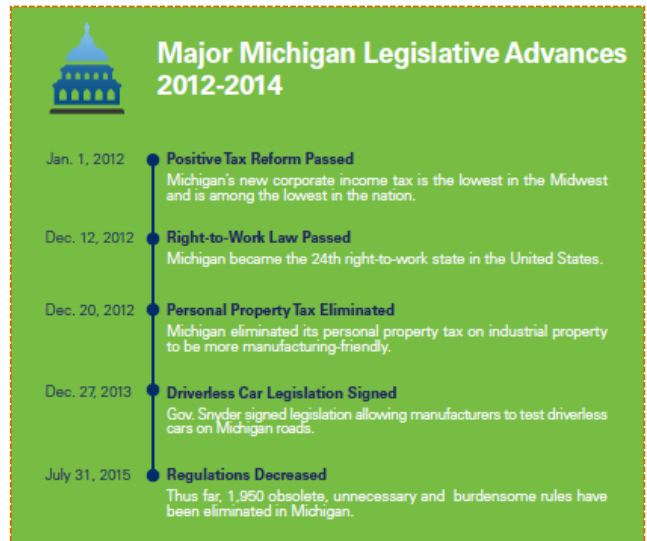 Major Michigan Legislative Advances
2012-2014
Jan. 1, 2012
Positive Tax Reform Passed
Michigan's new corporate income tax is the lowest in the Midwest
and is among the lowest in the nation.
Dec. 12, 2012
Right-to-Work Law Passed
Michigan became the 24th right-to-work state in the United States.
Dec. 20, 2012
Personal Property Tax Eliminated
Michigan eliminated its personal property tax on industrial property
to be more manufacturing-friendly.
Dec. 27, 2013
Driverless Car Legislation Signed
Gov. Snyder signed legislation allowing manufacturers to test driverless
cars on Michigan roads.
July 31, 2015
Regulations Decreased
Thus far, 1,950 obsolete, unnecessary and burdensome rules have
been eliminated in Michigan.